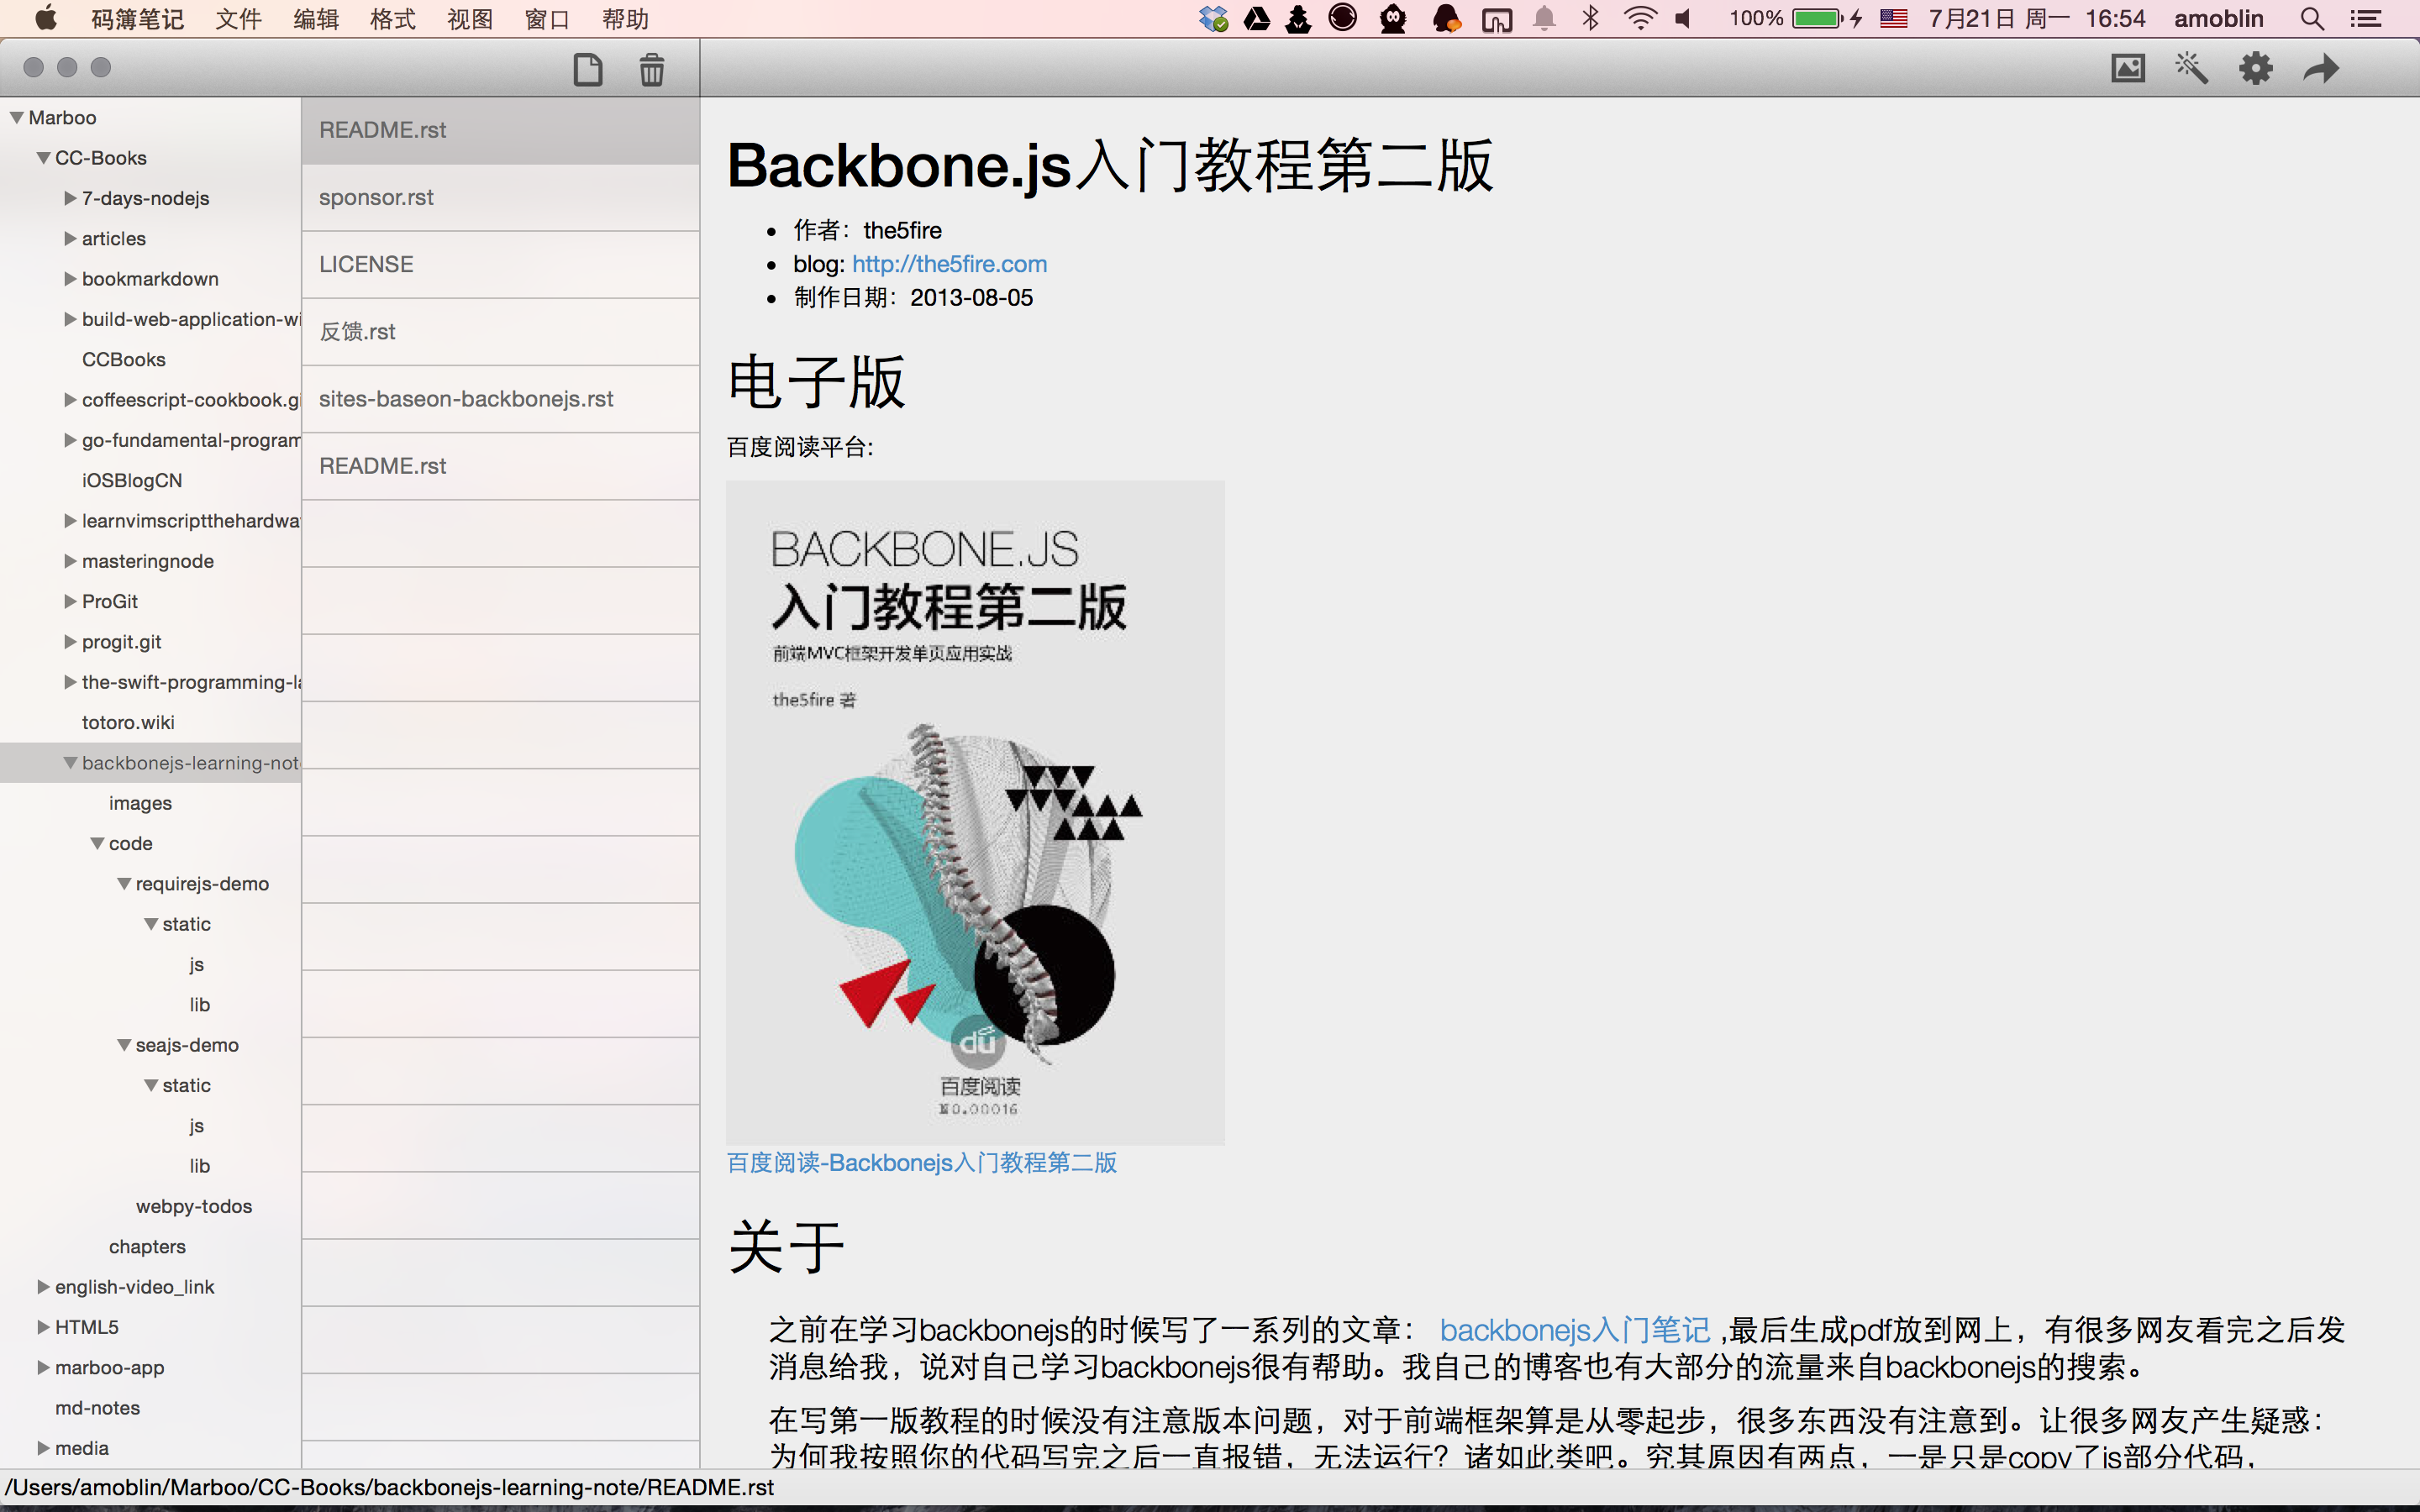 码簿笔记 文件 编辑 格式 视图 窗口 帮助 100% 7月21日 周一 16:54 amoblin
Marboo
CC-Books
7-days-nodejs
articles
bookmarkdown
build-web-application-wi
CCBooks
coffeescript-cookbook.gi
go-fundamental-program
iOSBlogCN
learnvimscriptthehardwa
masteringnode
ProGit
progit.git
the-swift-programming-la
totoro.wiki
backbonejs-learning-not
images
code
requirejs-demo
static
js
lib
seajs-demo
static
js
lib
webpy-todos
chapters
english-video_link
HTML5
marboo-app
md-notes
media
README.rst
sponsor.rst
LICENSE
反馈.rst
sites-baseon-backbonejs.rst
README.rst
Backbone.js入门教程第二版
作者：the5fire
blog: http://the5fire.com
制作日期：2013-08-05
电子版
百度阅读平台:
BACKBONE.JS
入门教程第二版
前端MVC框架开发单页应用实战
the5fire 著
du
百度阅读
NO.00016
百度阅读-Backbonejs入门教程第二版
关于
之前在学习backbonejs的时候写了一系列的文章： backbonejs入门笔记 ,最后生成pdf放到网上，有很多网友看完之后发
消息给我，说对自己学习backbonejs很有帮助。我自己的博客也有大部分的流量来自backbonejs的搜索。
在写第一版教程的时候没有注意版本问题，对于前端框架算是从零起步，很多东西没有注意到。让很多网友产生疑惑：
为何我按照你的代码写完之后一直报错，无法运行？诸如此类吧。究其原因有两点，一是只是copy了js部分代码，
/Users/amoblin/Marboo/CC-Books/backbonejs-learning-note/README.rst